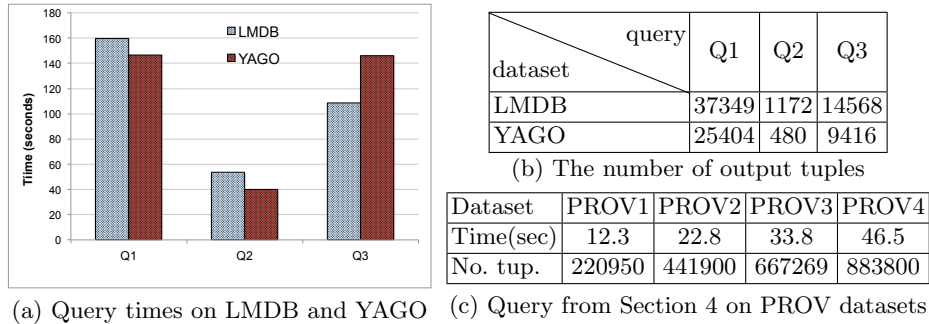 180
160
140
120
100
80
60
40
20
0
Tiime (seconds)
LMDB
YAGO
Q1 Q2 Q3
(a) Query times on LMDB and YAGO
query Q1 Q2 Q3
dataset
LMDB 37349 1172 14568
YAGO 25404 480 9416
(b) The number of output tuples
Dataset PROV1 PROV2 PROV3 PROV4
Time(sec) 12.3 22.8 33.8 46.5
No. tup. 220950 441900 667269 883800
(c) Query from Section 4 on PROV datasets